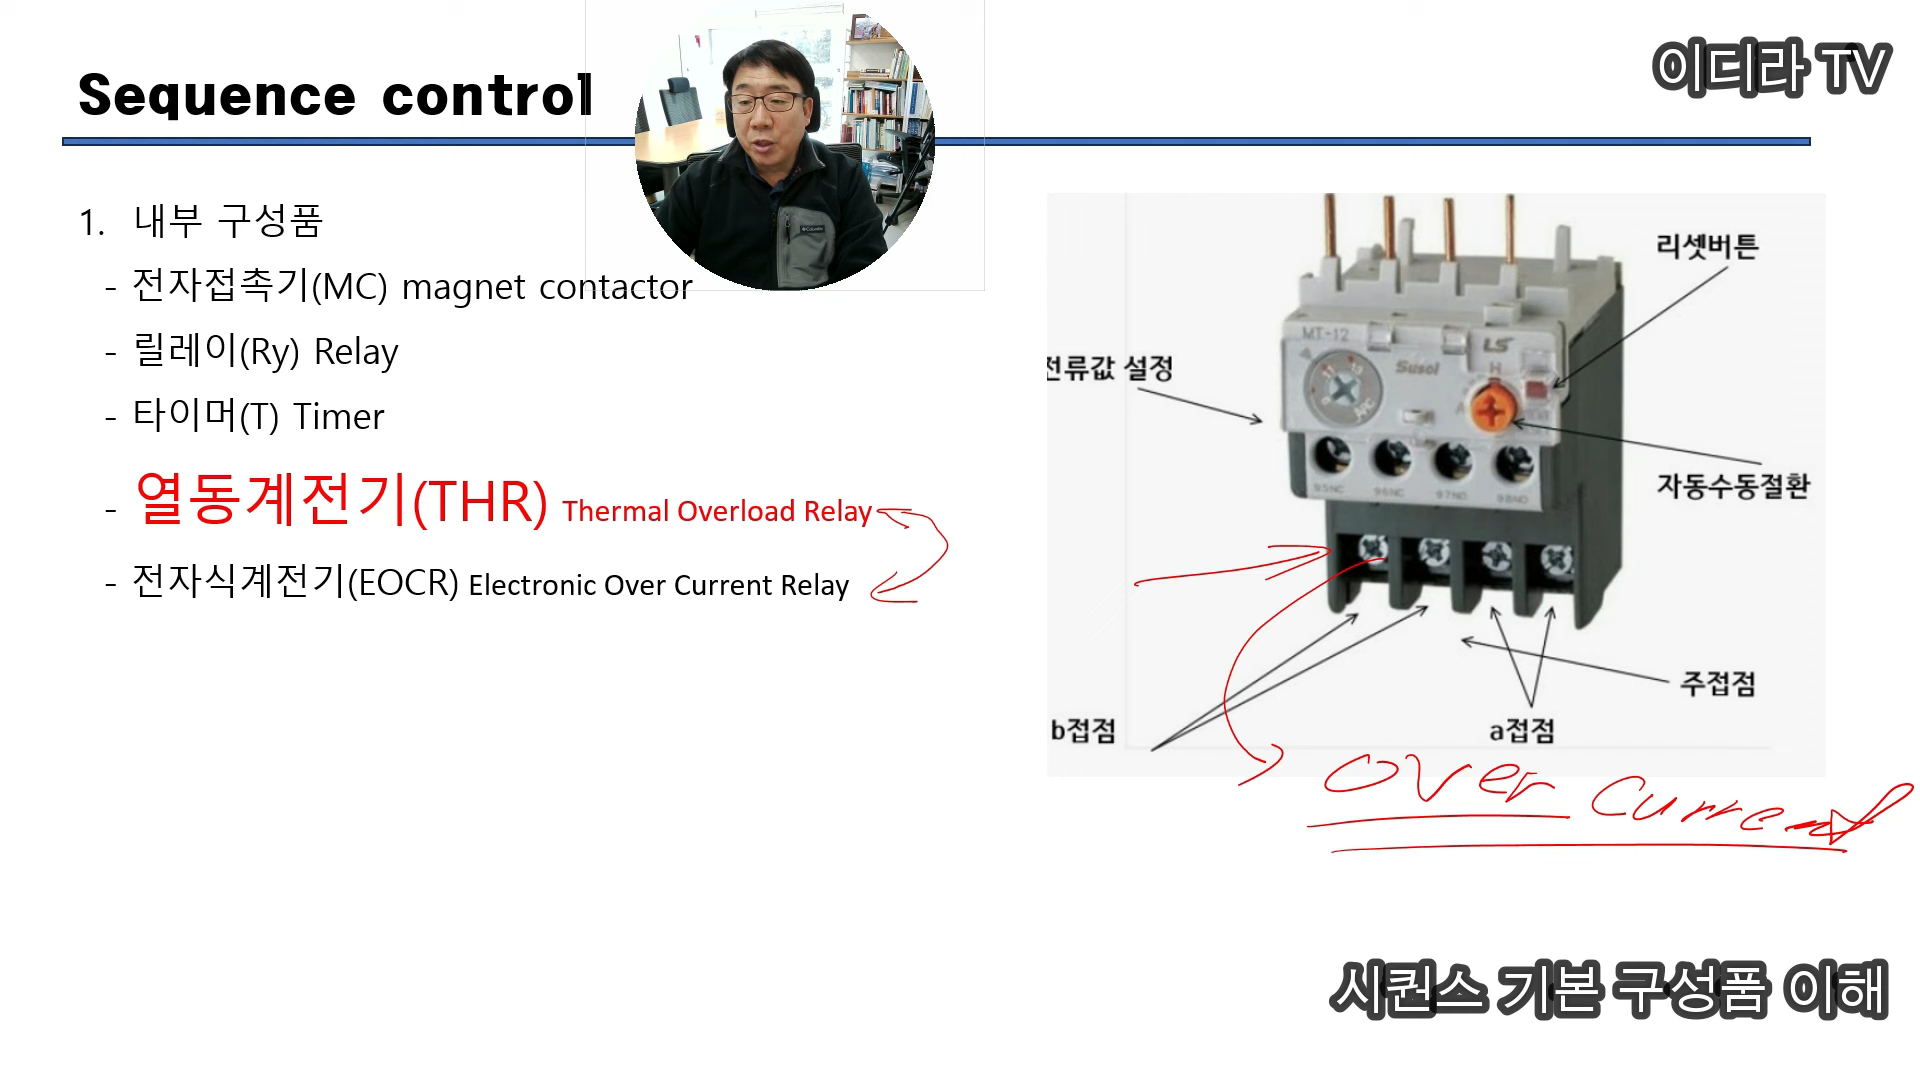 Sequence control
이디라 TV
1. 내부 구성품
- 전자접촉기(MC) magnet contactor
- 릴레이(Ry) Relay
- 타이머(T) Timer
- 열동계전기(THR) Thermal Overload Relay
- 전자식계전기(EOCR) Electronic Over Current Relay
리셋버튼
전류값 설정
MT-12
LS
Susol
H
A
95NC 96NC 97NO 98NO
자동수동절환
주접점
b접점
a접점
over current
시퀀스 기본 구성품 이해